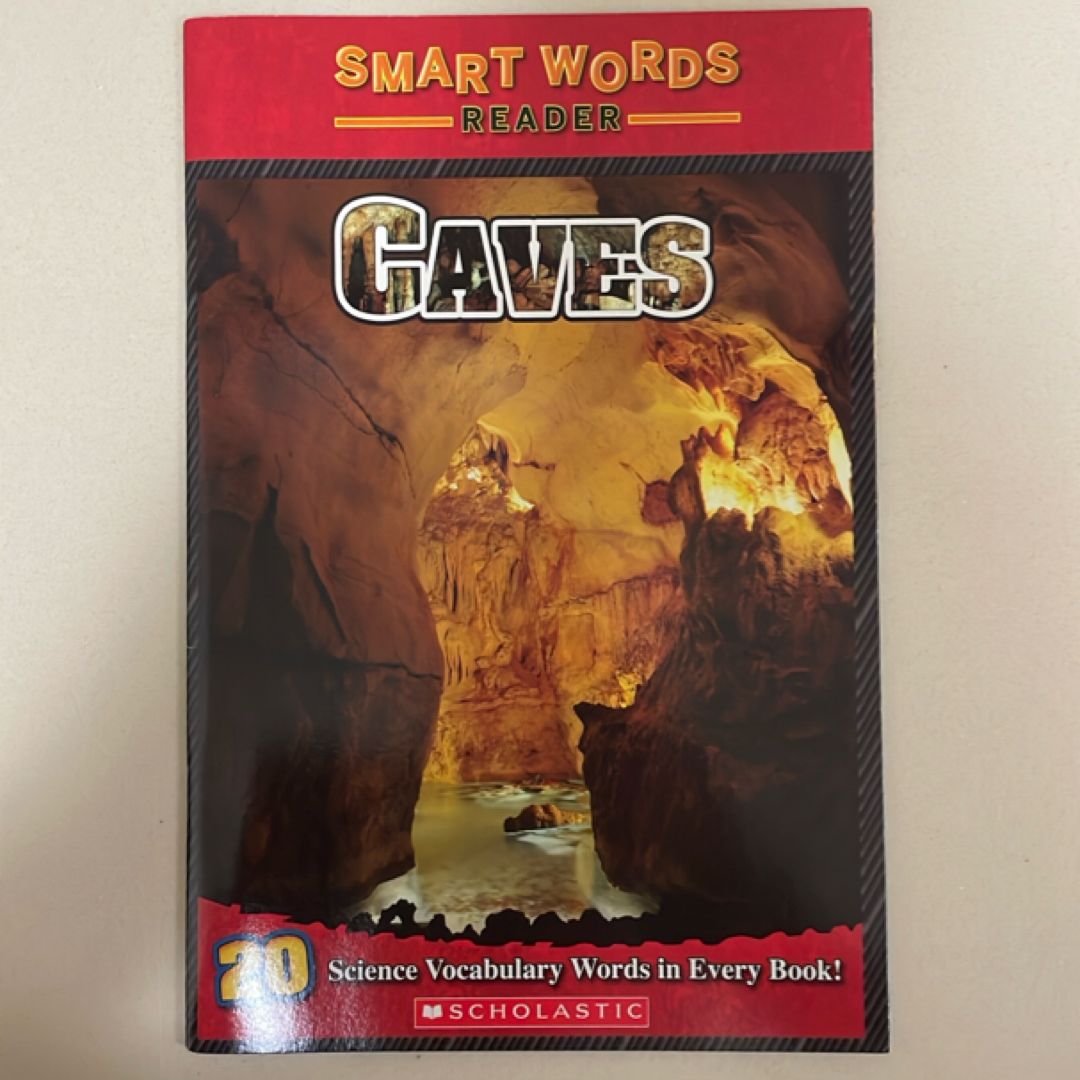 SMART WORDS
READER
CAVES
20 Science Vocabulary Words in Every Book!
SCHOLASTIC